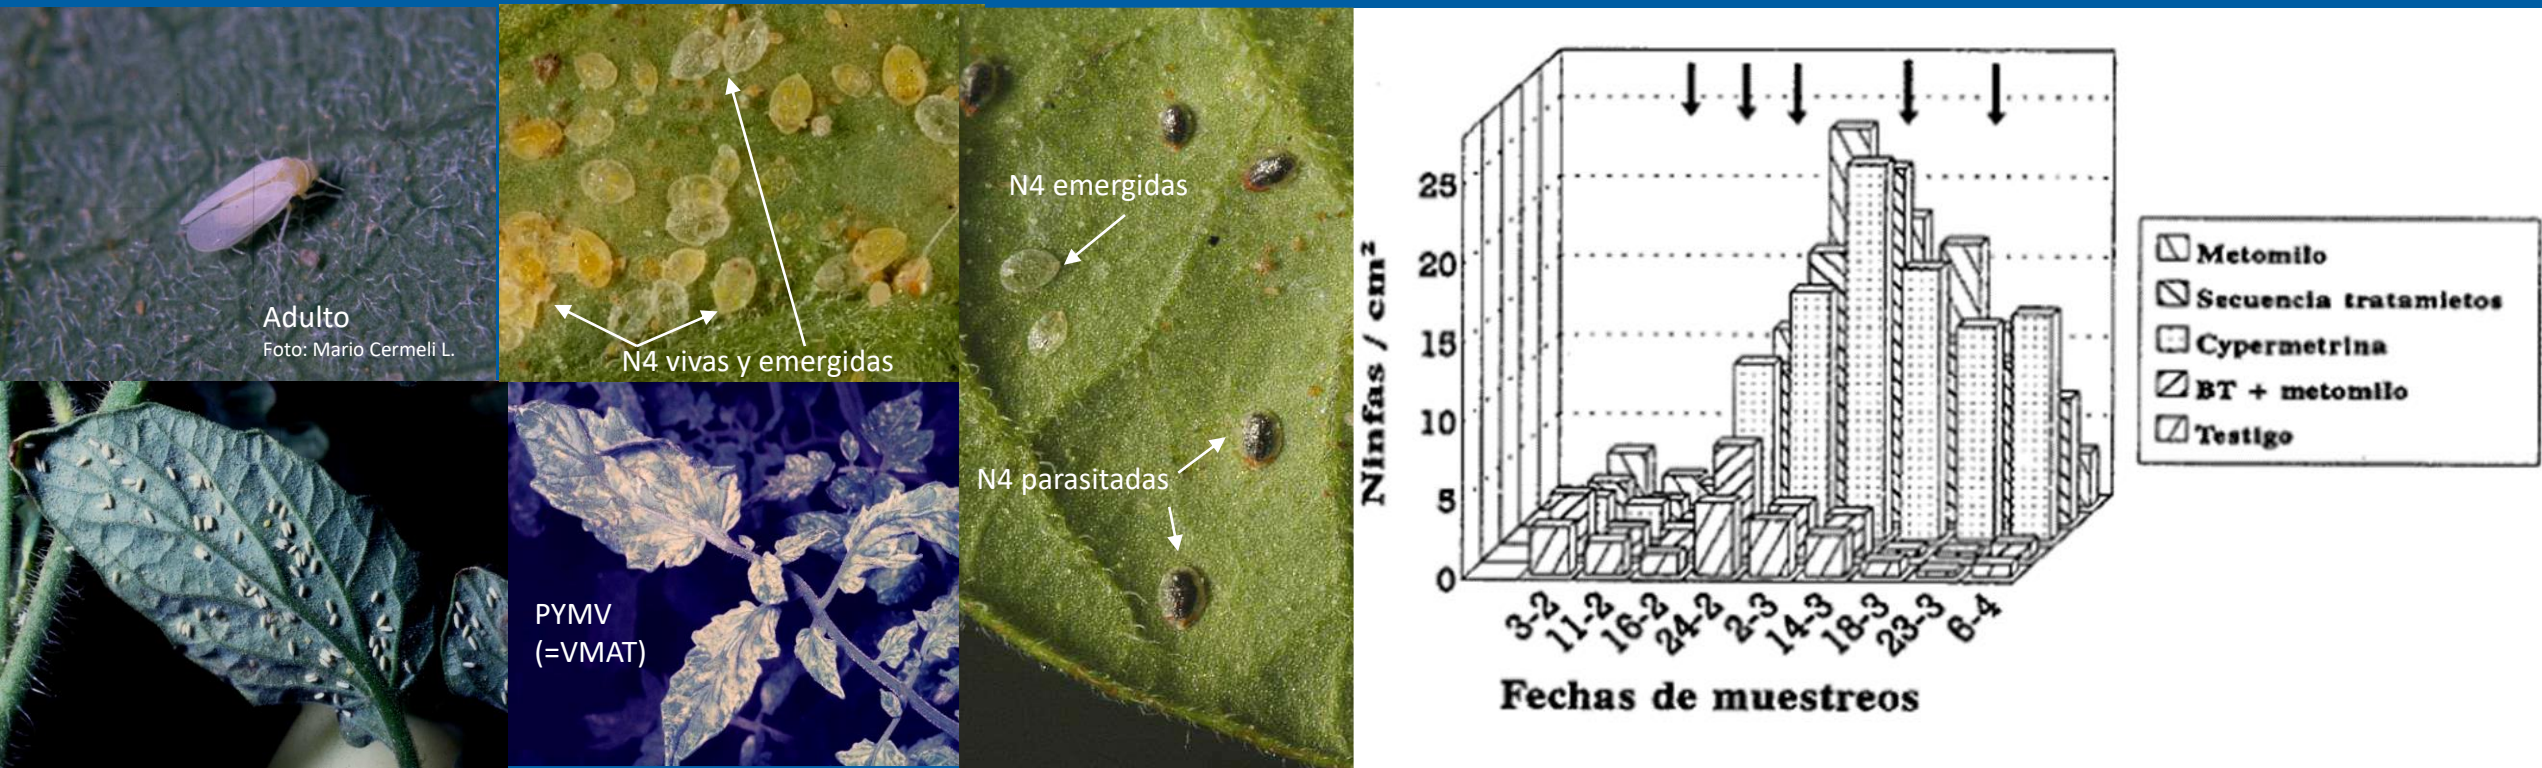 Adulto
Foto: Mario Cermeli L.
N4 vivas y emergidas
PYMV
(=VMAT)
N4 emergidas
N4 parasitadas
Ninfas / cm²
25
20
15
10
5
0
3-2
11-2
16-2
24-2
2-3
14-3
18-3
23-3
6-4
Fechas de muestreos
Metomilo
Secuencia tratamietos
Cypermetrina
BT + metomilo
Testigo